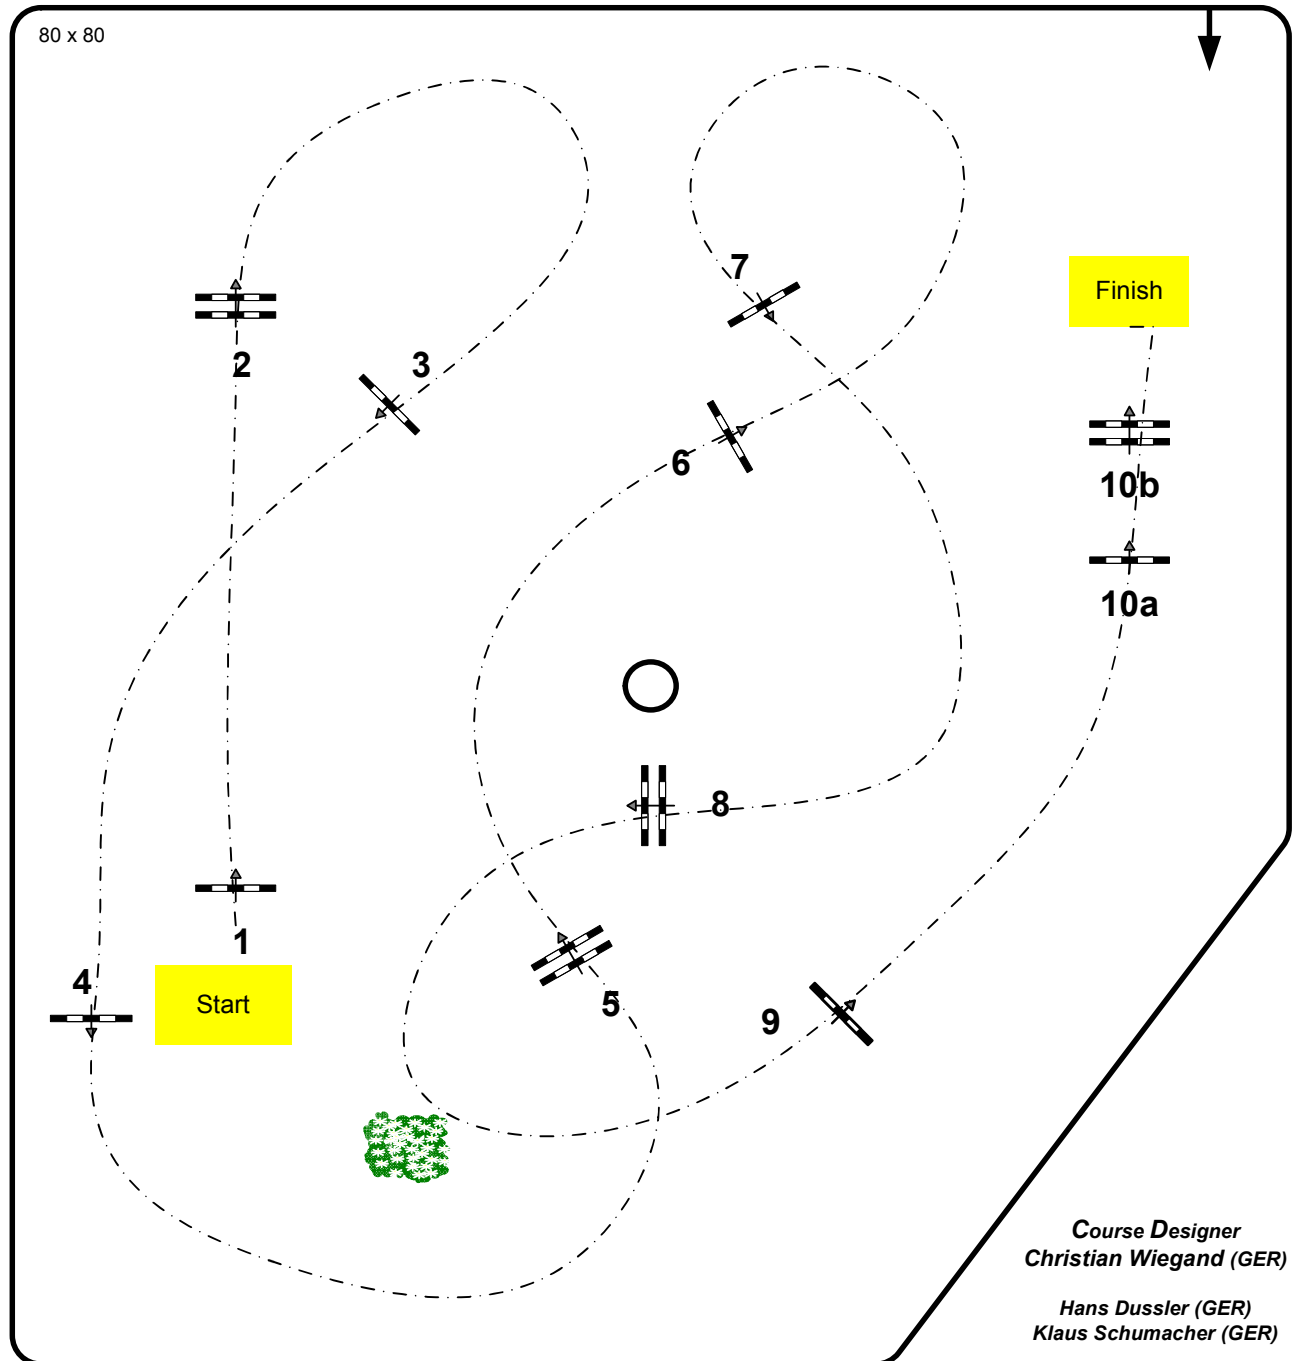 80 x 80
7
Finish
2
3
6
10b
10a
8
1
4
Start
5
9
Course Designer
Christian Wiegand (GER)
Hans Dussler (GER)
Klaus Schumacher (GER)